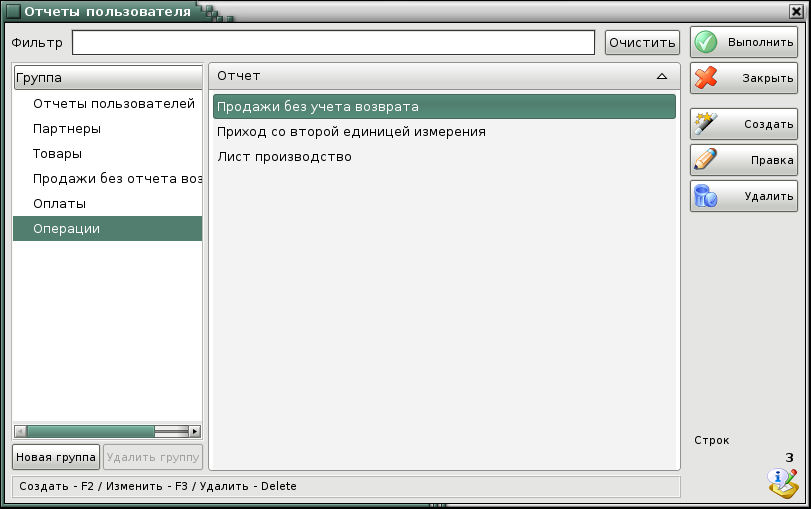 Отчеты пользователя
Фильтр
Очистить
Выполнить
Закрыть
Создать
Правка
Удалить
Группа
Отчеты пользователей
Партнеры
Товары
Продажи без отчета воз
Оплаты
Операции
Отчет
Продажи без учета возврата
Приход со второй единицей измерения
Лист производство
Строк
3
Новая группа
Удалить группу
Создать - F2 / Изменить - F3 / Удалить - Delete